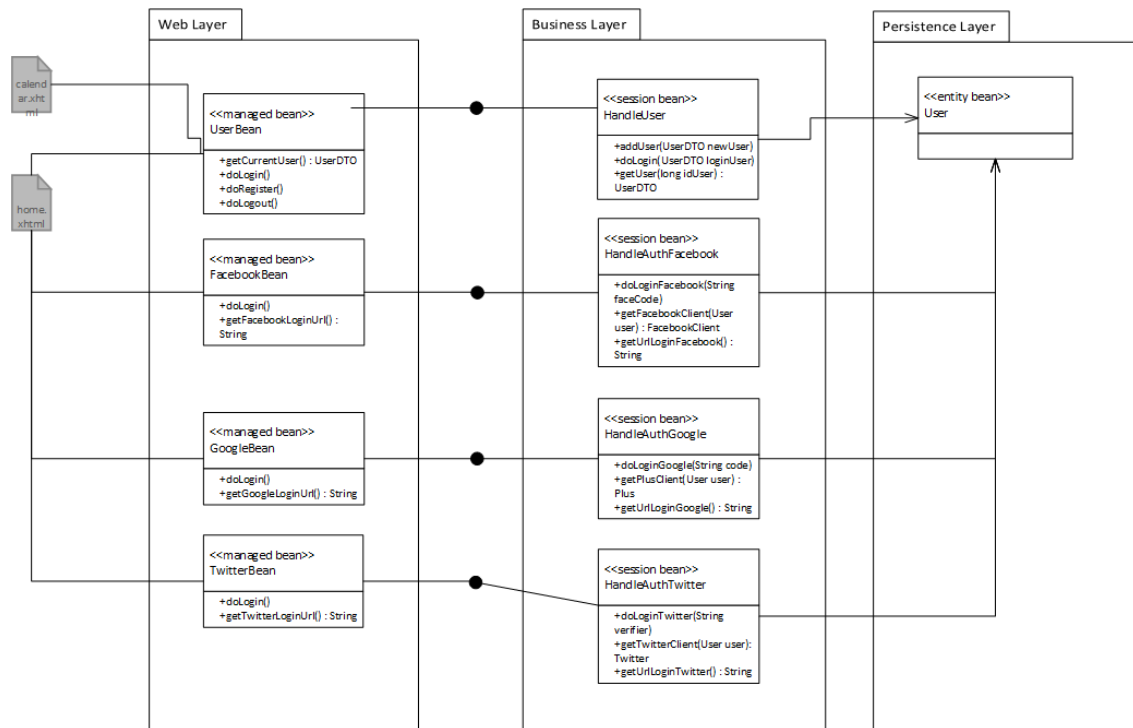 Web Layer
Business Layer
Persistence Layer
calend
ar.xht
ml
home.
xhtml
<<managed bean>>
UserBean
+getCurrentUser() : UserDTO
+doLogin()
+doRegister()
+doLogout()
<<session bean>>
HandleUser
+addUser(UserDTO newUser)
+doLogin( UserDTO loginUser)
+getUser(long idUser) :
UserDTO
<<entity bean>>
User
<<managed bean>>
FacebookBean
+doLogin()
+getFacebookLoginUrl() :
String
<<session bean>>
HandleAuthFacebook
+doLoginFacebook(String
faceCode)
+getFacebookClient(User
user) : FacebookClient
+getUrlLoginFacebook() :
String
<<managed bean>>
GoogleBean
+doLogin()
+getGoogleLoginUrl() : String
<<session bean>>
HandleAuthGoogle
+doLoginGoogle(String code)
+getPlusClient(User user) :
Plus
+getUrlLoginGoogle() : String
<<managed bean>>
TwitterBean
+doLogin()
+getTwitterLoginUrl() : String
<<session bean>>
HandleAuthTwitter
+doLoginTwitter(String
verifier)
+getTwitterClient(User user):
Twitter
+getUrlLoginTwitter() : String